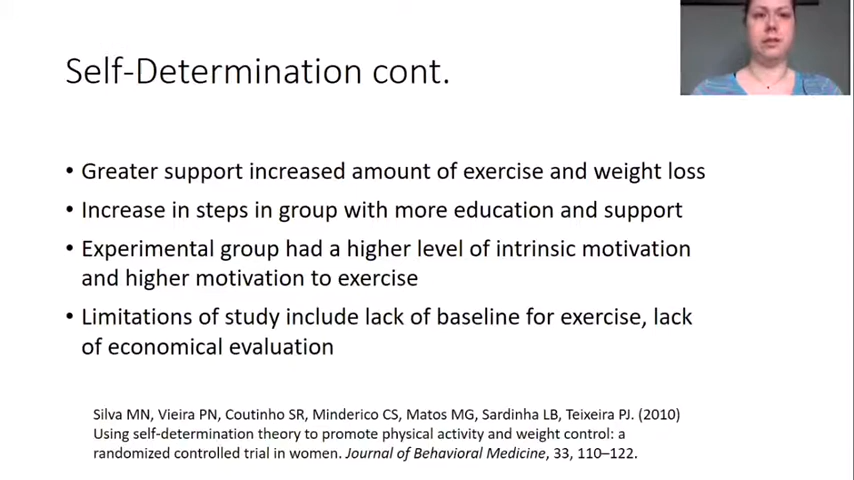 Self-Determination cont.
• Greater support increased amount of exercise and weight loss
• Increase in steps in group with more education and support
• Experimental group had a higher level of intrinsic motivation
and higher motivation to exercise
• Limitations of study include lack of baseline for exercise, lack
of economical evaluation
Silva MN, Vieira PN, Coutinho SR, Minderico CS, Matos MG, Sardinha LB, Teixeira PJ. (2010)
Using self-determination theory to promote physical activity and weight control: a
randomized controlled trial in women. Journal of Behavioral Medicine, 33, 110–122.